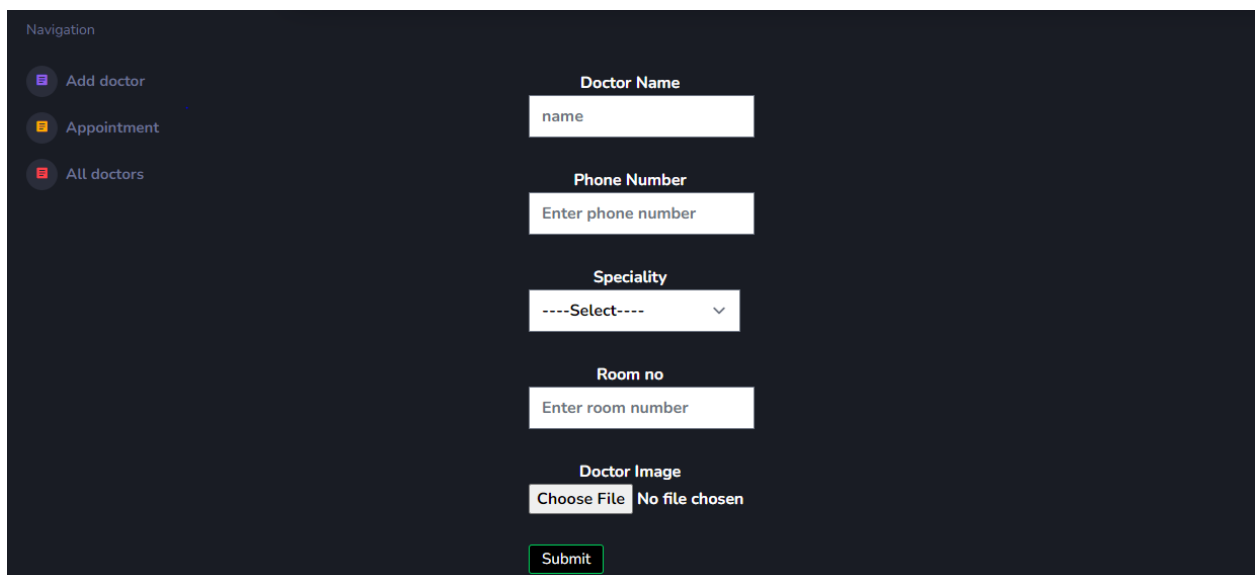 Navigation
Add doctor
Appointment
All doctors
Doctor Name
name
Phone Number
Enter phone number
Speciality
----Select----
Room no
Enter room number
Doctor Image
Choose File No file chosen
Submit